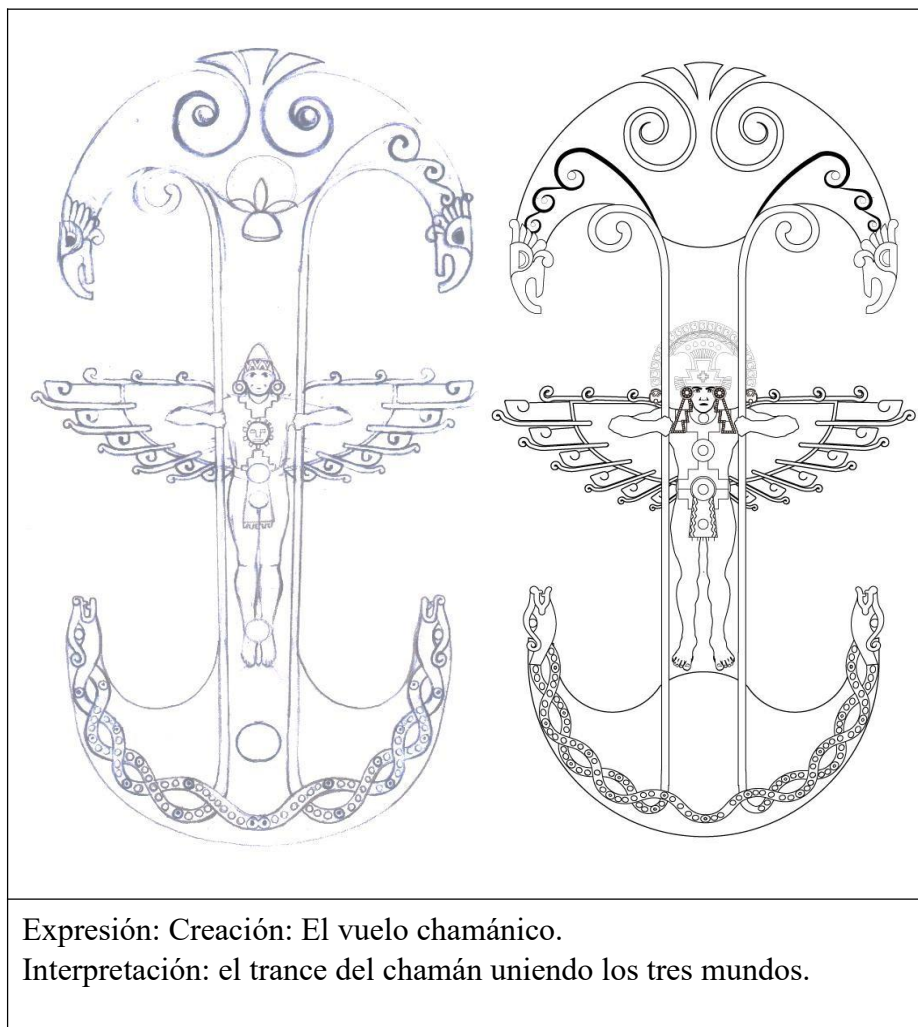 Expresión: Creación: El vuelo chamánico.
Interpretación: el trance del chamán uniendo los tres mundos.